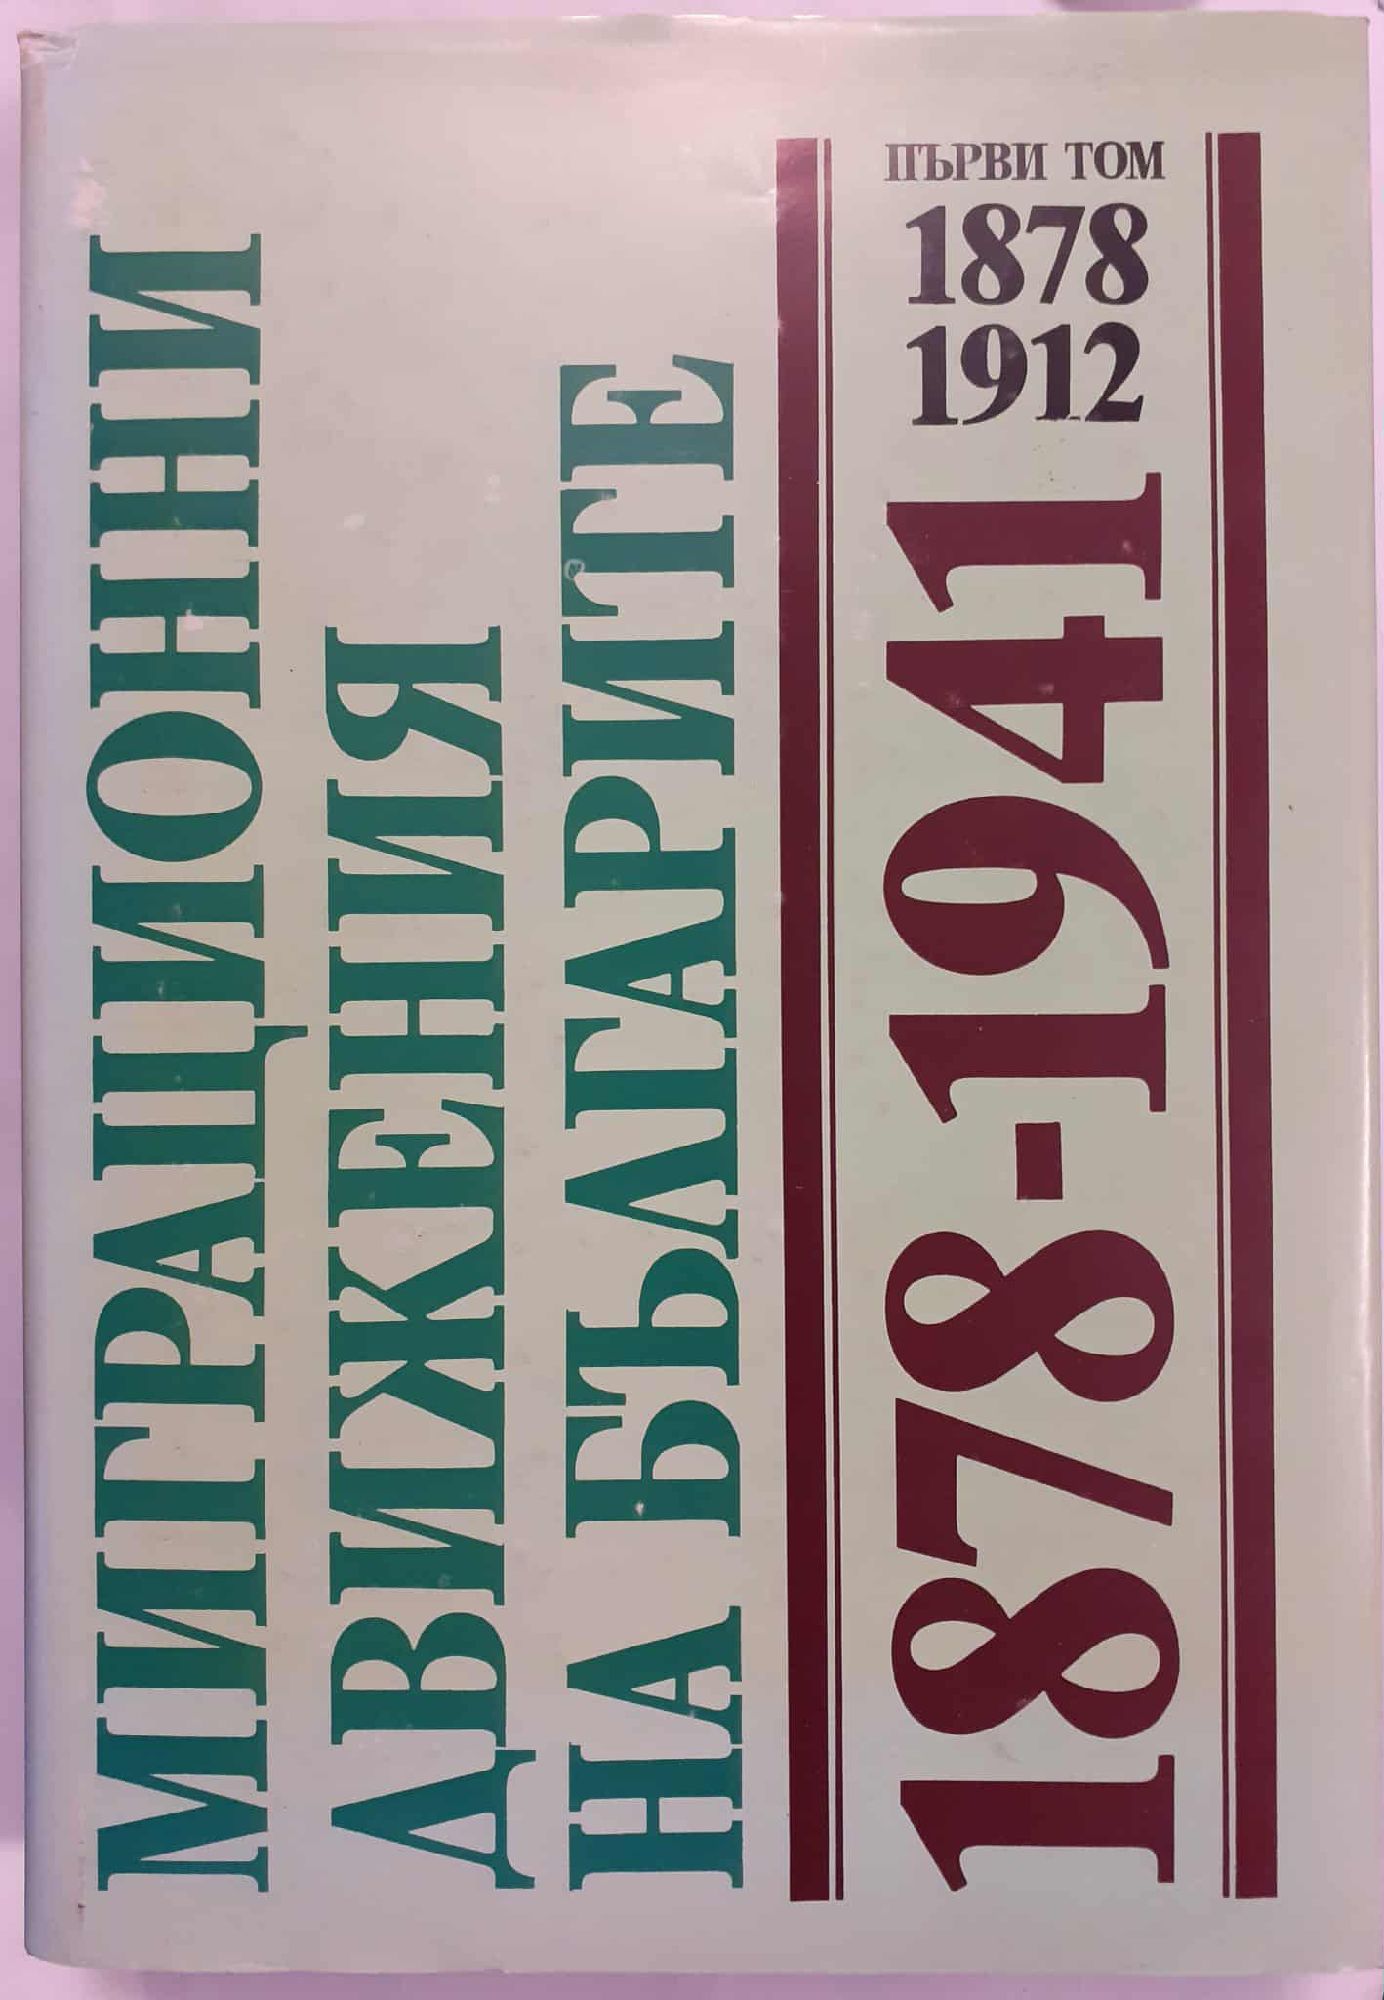 МИГРАЦИОННИ
ДВИЖЕНИЯ
НА БЪЛГАРИТЕ
1878-1941
ПЪРВИ ТОМ
1878
1912